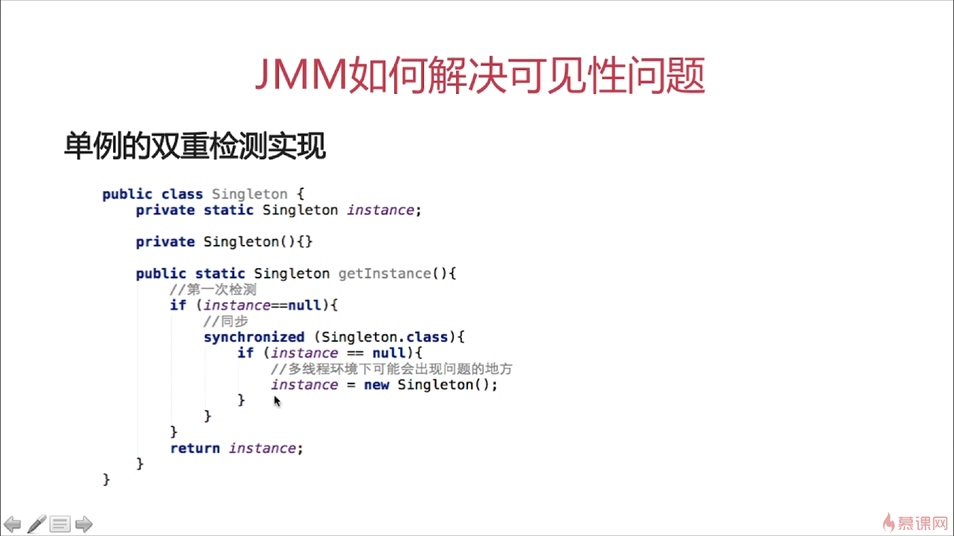 JMM如何解决可见性问题
单例的双重检测实现
public class Singleton {
private static Singleton instance;
private Singleton(){}
public static Singleton getInstance(){
//第一次检测
if (instance==null){
//同步
synchronized (Singleton.class){
if (instance == null){
//多线程环境下可能会出现问题的地方
instance = new Singleton();
}
}
}
return instance;
}
}
慕课网